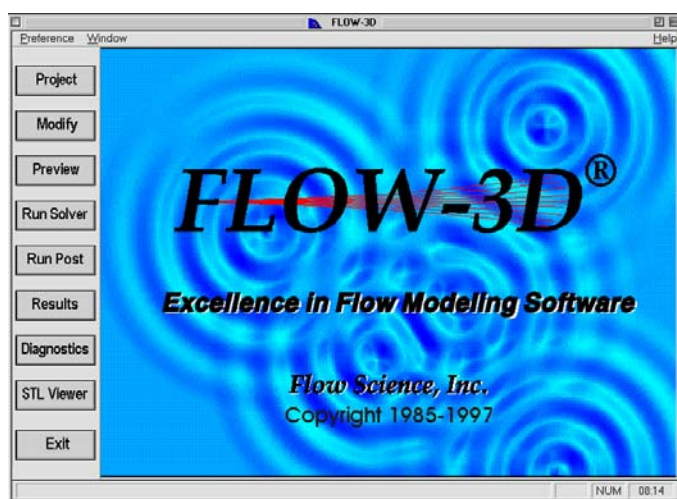 FLOW-3D
Preference Window Help
Project
Modify
Preview
Run Solver
Run Post
Results
Diagnostics
STL Viewer
Exit
FLOW-3D®
Excellence in Flow Modeling Software
Flow Science, Inc.
Copyright 1985-1997
NUM 08:14